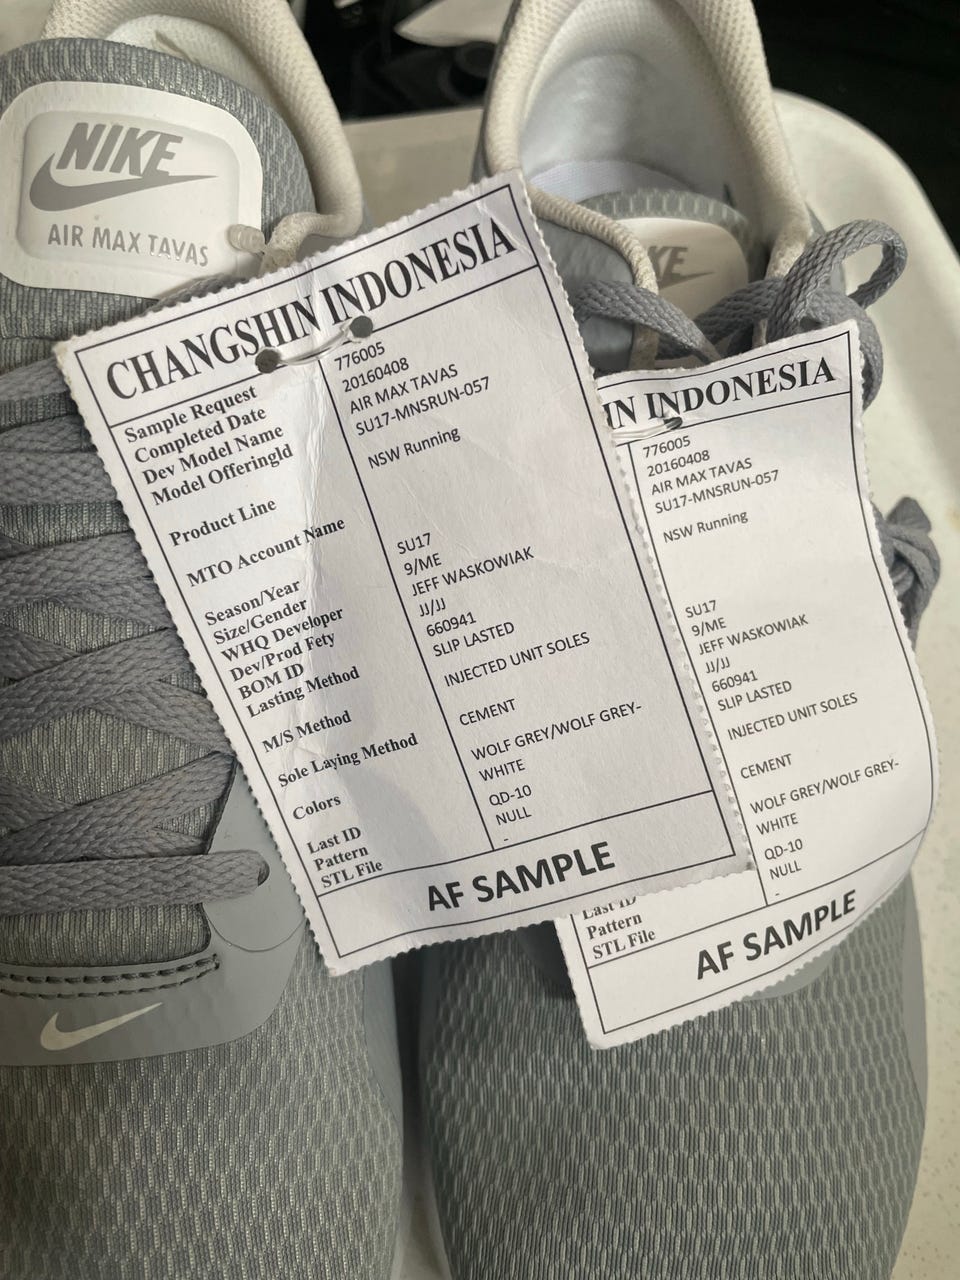 NIKE
AIR MAX TAVAS
CHANGSHIN INDONESIA
Sample Request 776005
Completed Date 20160408
Dev Model Name AIR MAX TAVAS
Model OfferingId SU17-MNSRUN-057
Product Line NSW Running
MTO Account Name
Season/Year SU17
Size/Gender 9/ME
WHQ Developer JEFF WASKOWIAK
Dev/Prod Fety JJ/JJ
BOM ID 660941
Lasting Method SLIP LASTED
M/S Method INJECTED UNIT SOLES
Sole Laying Method CEMENT
Colors WOLF GREY/WOLF GREY-
WHITE
Last ID QD-10
Pattern NULL
STL File -
AF SAMPLE
KE
IN INDONESIA
776005
20160408
AIR MAX TAVAS
SU17-MNSRUN-057
NSW Running
SU17
9/ME
JEFF WASKOWIAK
JJ/JJ
660941
SLIP LASTED
INJECTED UNIT SOLES
CEMENT
WOLF GREY/WOLF GREY-
WHITE
Last ID QD-10
Pattern NULL
STL File -
AF SAMPLE